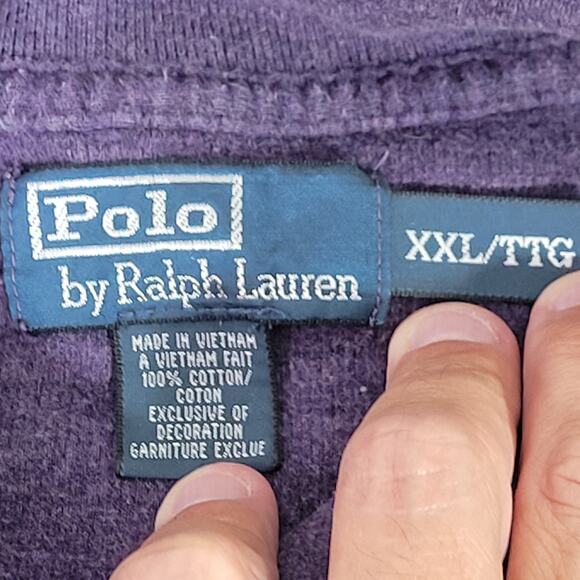 Polo
by Ralph Lauren
XXL/TTG
MADE IN VIETNAM
A VIETNAM FAIT
100% COTTON/
COTON
EXCLUSIVE OF
DECORATION
GARNITURE EXCLUE